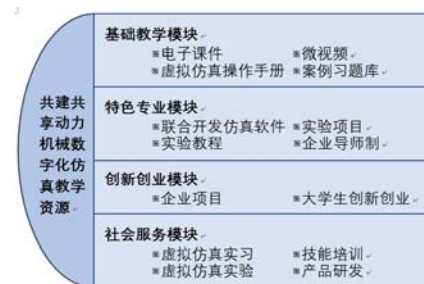 共建共
享动力
机械数
字化仿
真教学
资源
基础教学模块
电子课件 微视频
虚拟仿真操作手册 案例习题库
特色专业模块
联合开发仿真软件 实验项目
实验教程 企业导师制
创新创业模块
企业项目 大学生创新创业
社会服务模块
虚拟仿真实习 技能培训
虚拟仿真实验 产品研发